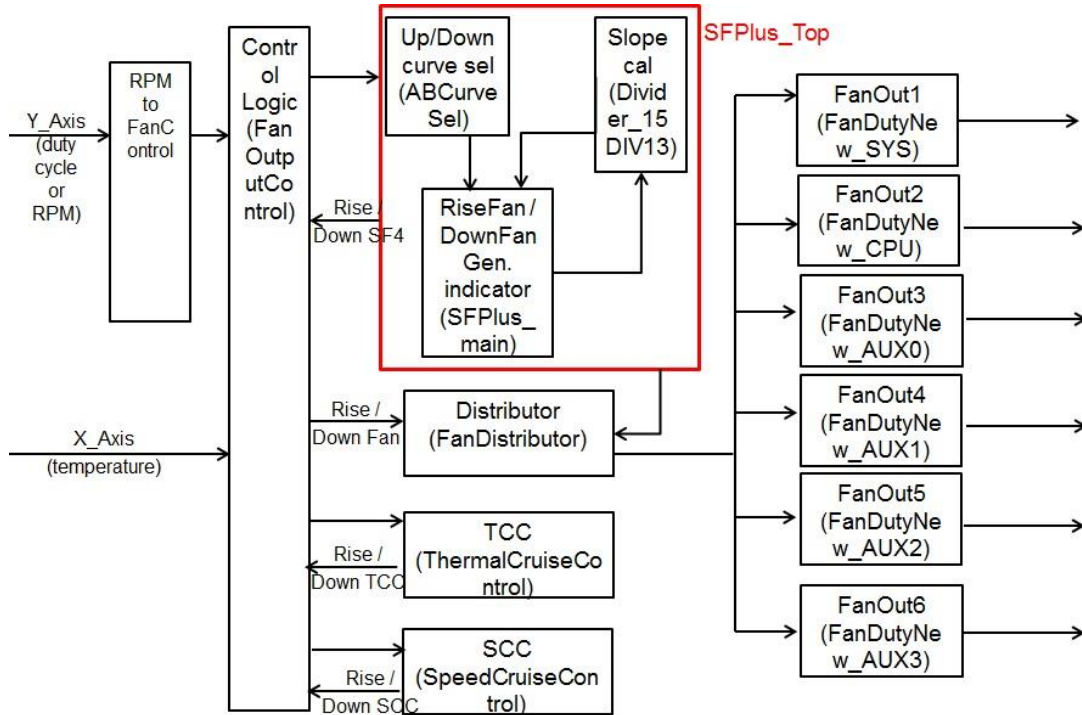 Y_Axis
(duty
cycle
or
RPM)
RPM
to
FanC
ontrol
X_Axis
(temperature)
Contr
ol
Logic
(Fan
Outp
utCo
ntrol)
SFPlus_Top
Up/Down
curve sel
(ABCurve
Sel)
Slope
cal
(Divid
er_15
DIV13)
Rise /
Down SF4
RiseFan /
DownFan
Gen.
indicator
(SFPlus_
main)
Rise /
Down Fan
Distributor
(FanDistributor)
Rise /
Down TCC
TCC
(ThermalCruiseCo
ntrol)
Rise /
Down SCC
SCC
(SpeedCruiseCon
trol)
FanOut1
(FanDutyNe
w_SYS)
FanOut2
(FanDutyNe
w_CPU)
FanOut3
(FanDutyNe
w_AUX0)
FanOut4
(FanDutyNe
w_AUX1)
FanOut5
(FanDutyNe
w_AUX2)
FanOut6
(FanDutyNe
w_AUX3)